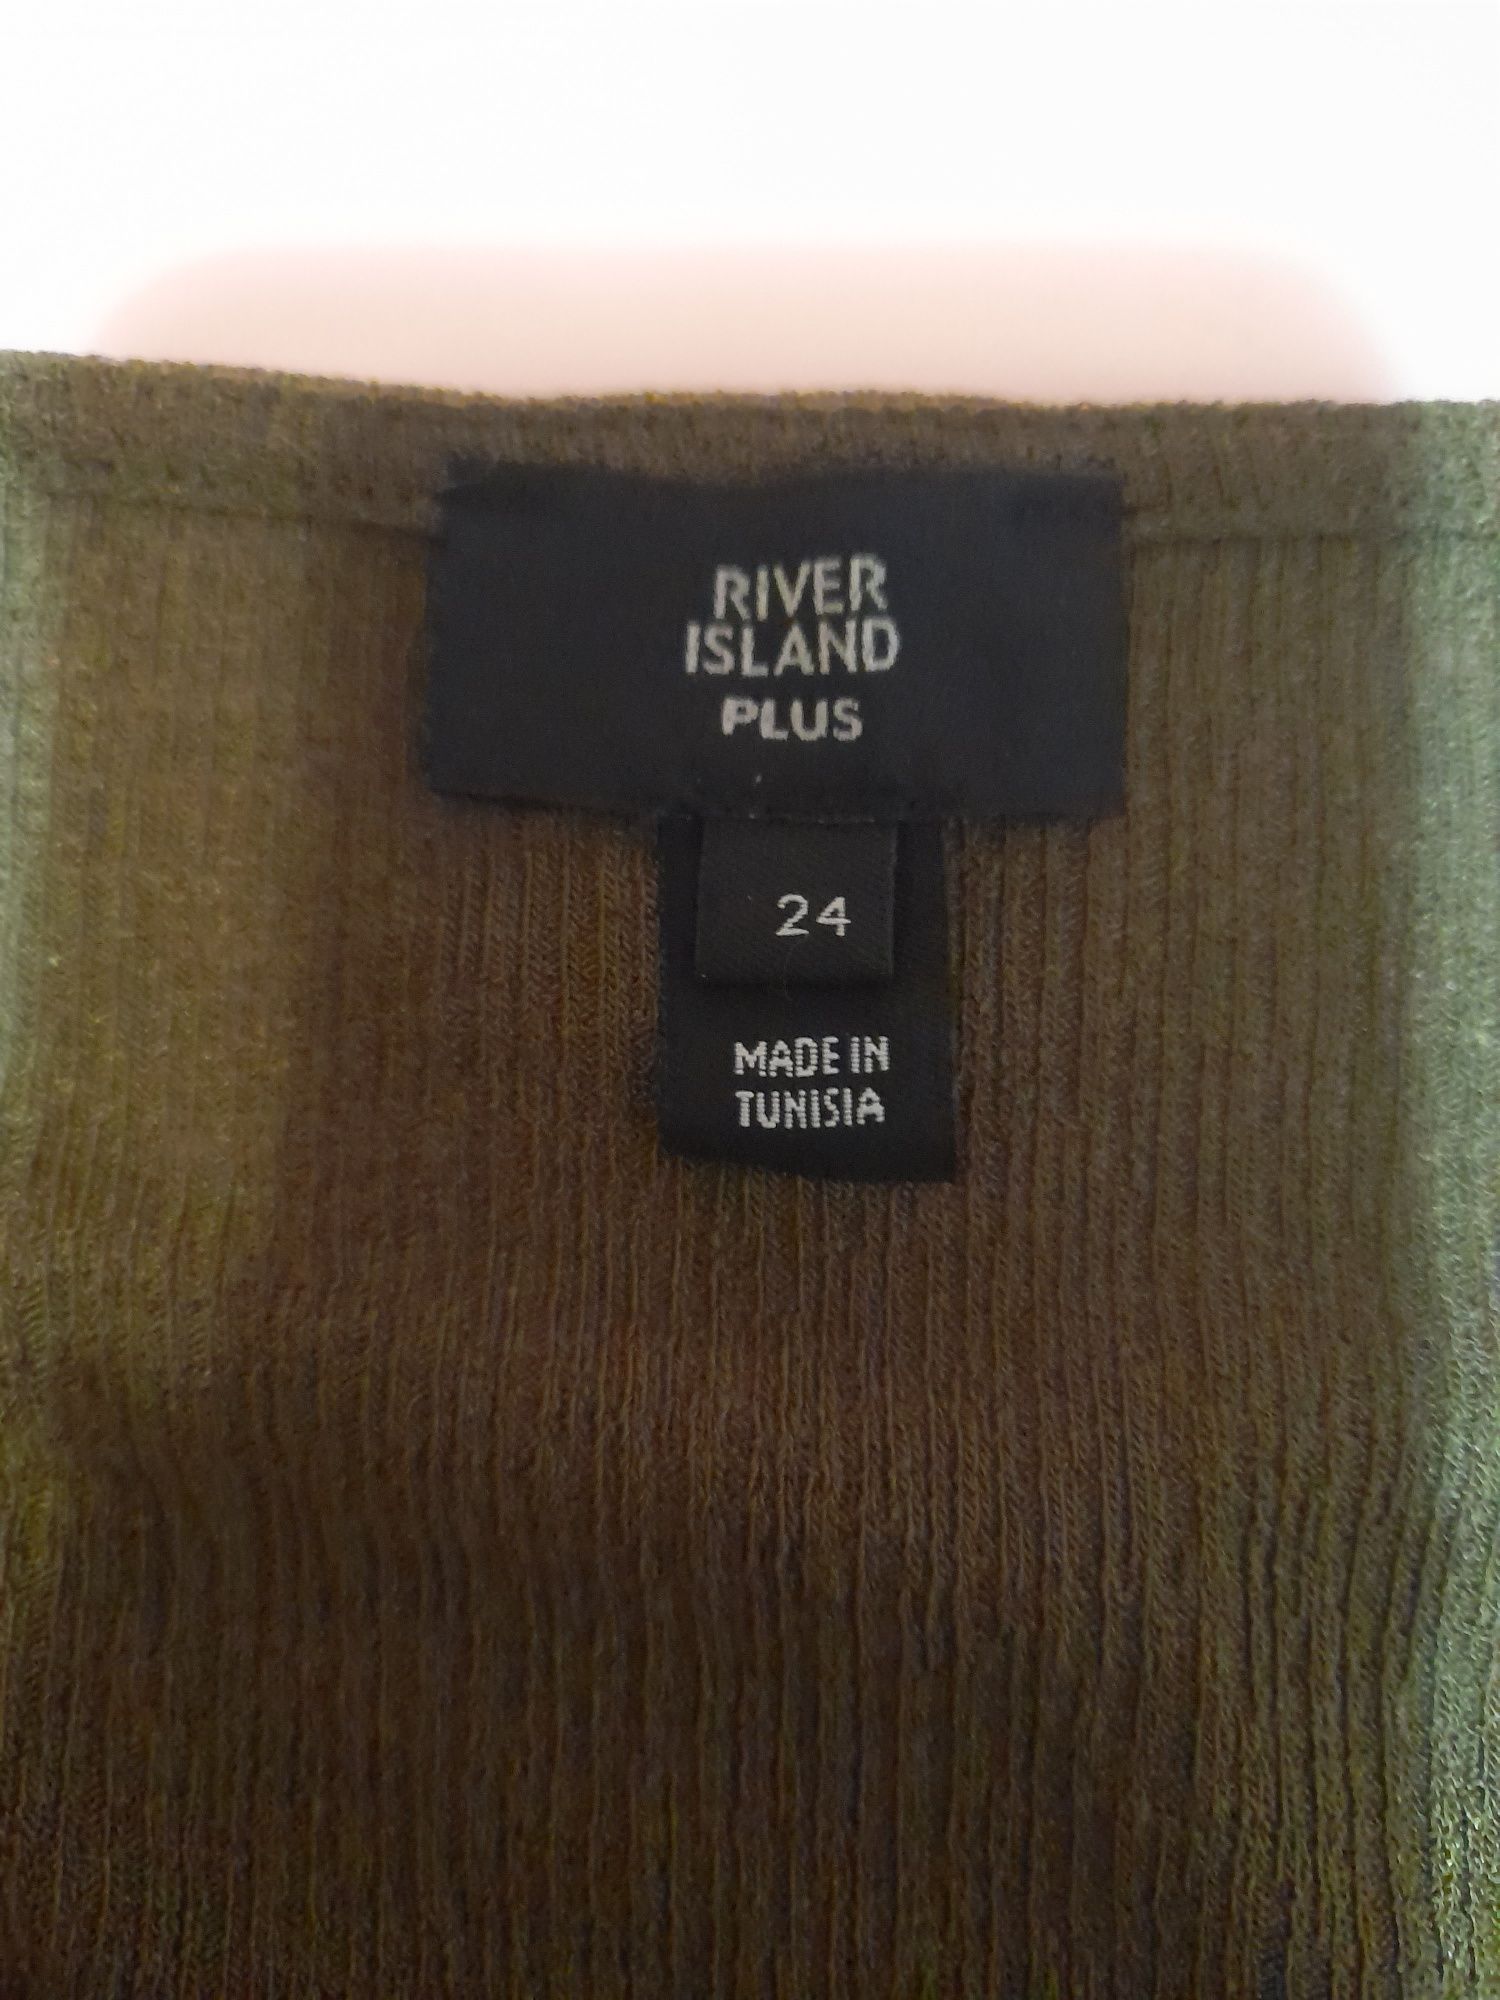 RIVER
ISLAND
PLUS
24
MADE IN
TUNISIA